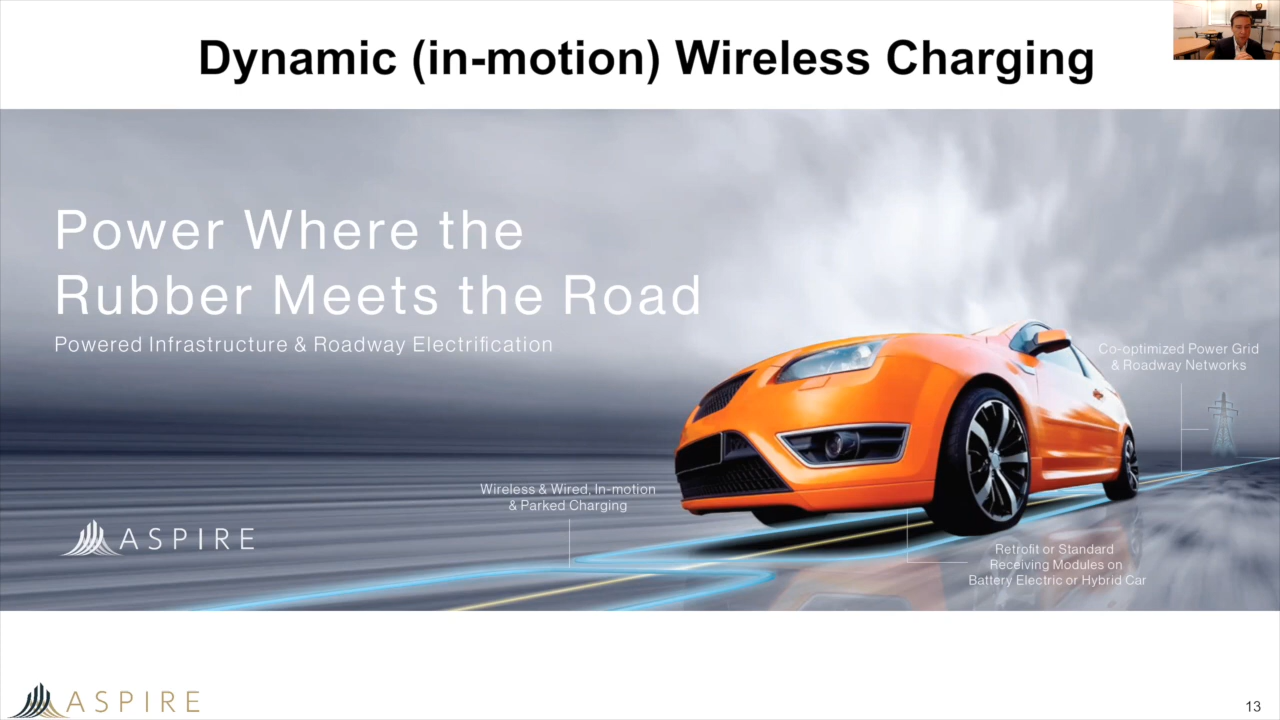 Dynamic (in-motion) Wireless Charging
Power Where the
Rubber Meets the Road
Powered Infrastructure & Roadway Electrification
Co-optimized Power Grid
& Roadway Networks
Wireless & Wired, In-motion
& Parked Charging
ASPIRE
Retrofit or Standard
Receiving Modules on
Battery Electric or Hybrid Car
ASPIRE
13